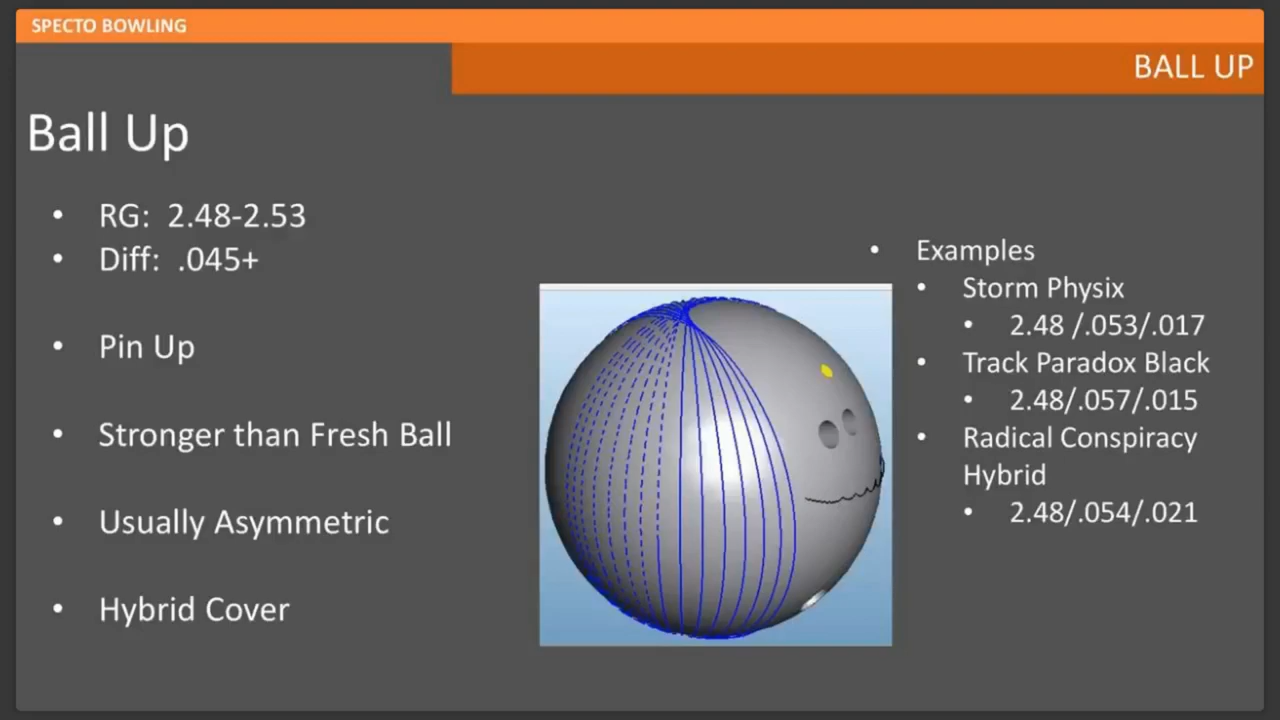 SPECTO BOWLING
BALL UP
Ball Up
• RG: 2.48-2.53
• Diff: .045+
• Pin Up
• Stronger than Fresh Ball
• Usually Asymmetric
• Hybrid Cover
• Examples
• Storm Physix
• 2.48 /.053/.017
• Track Paradox Black
• 2.48/.057/.015
• Radical Conspiracy
Hybrid
• 2.48/.054/.021